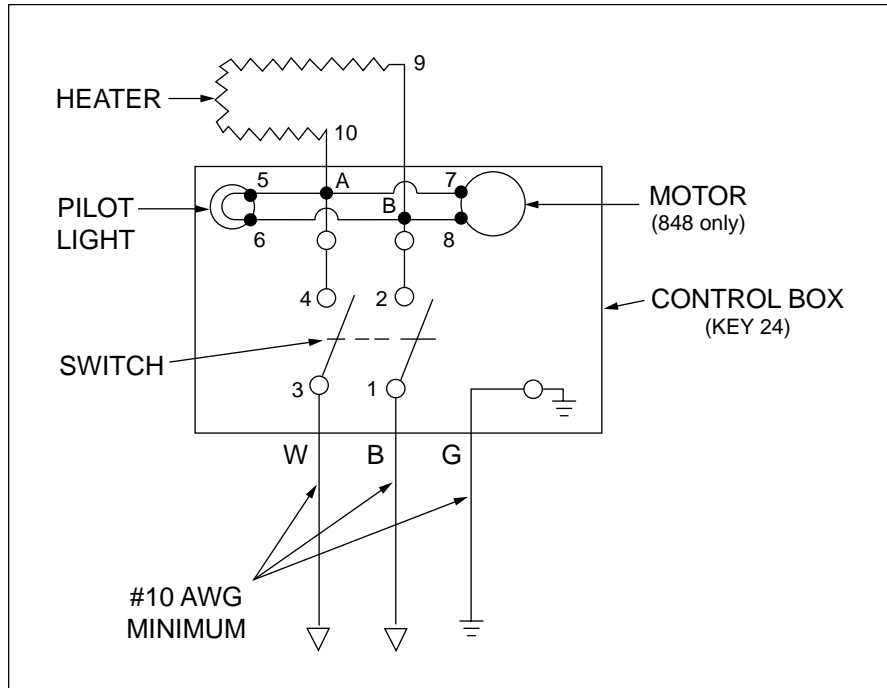 9
HEATER
10
5
A
7
PILOT
LIGHT
B
6
8
MOTOR
(848 only)
4
2
CONTROL BOX
(KEY 24)
SWITCH
3
1
W
B
G
#10 AWG
MINIMUM